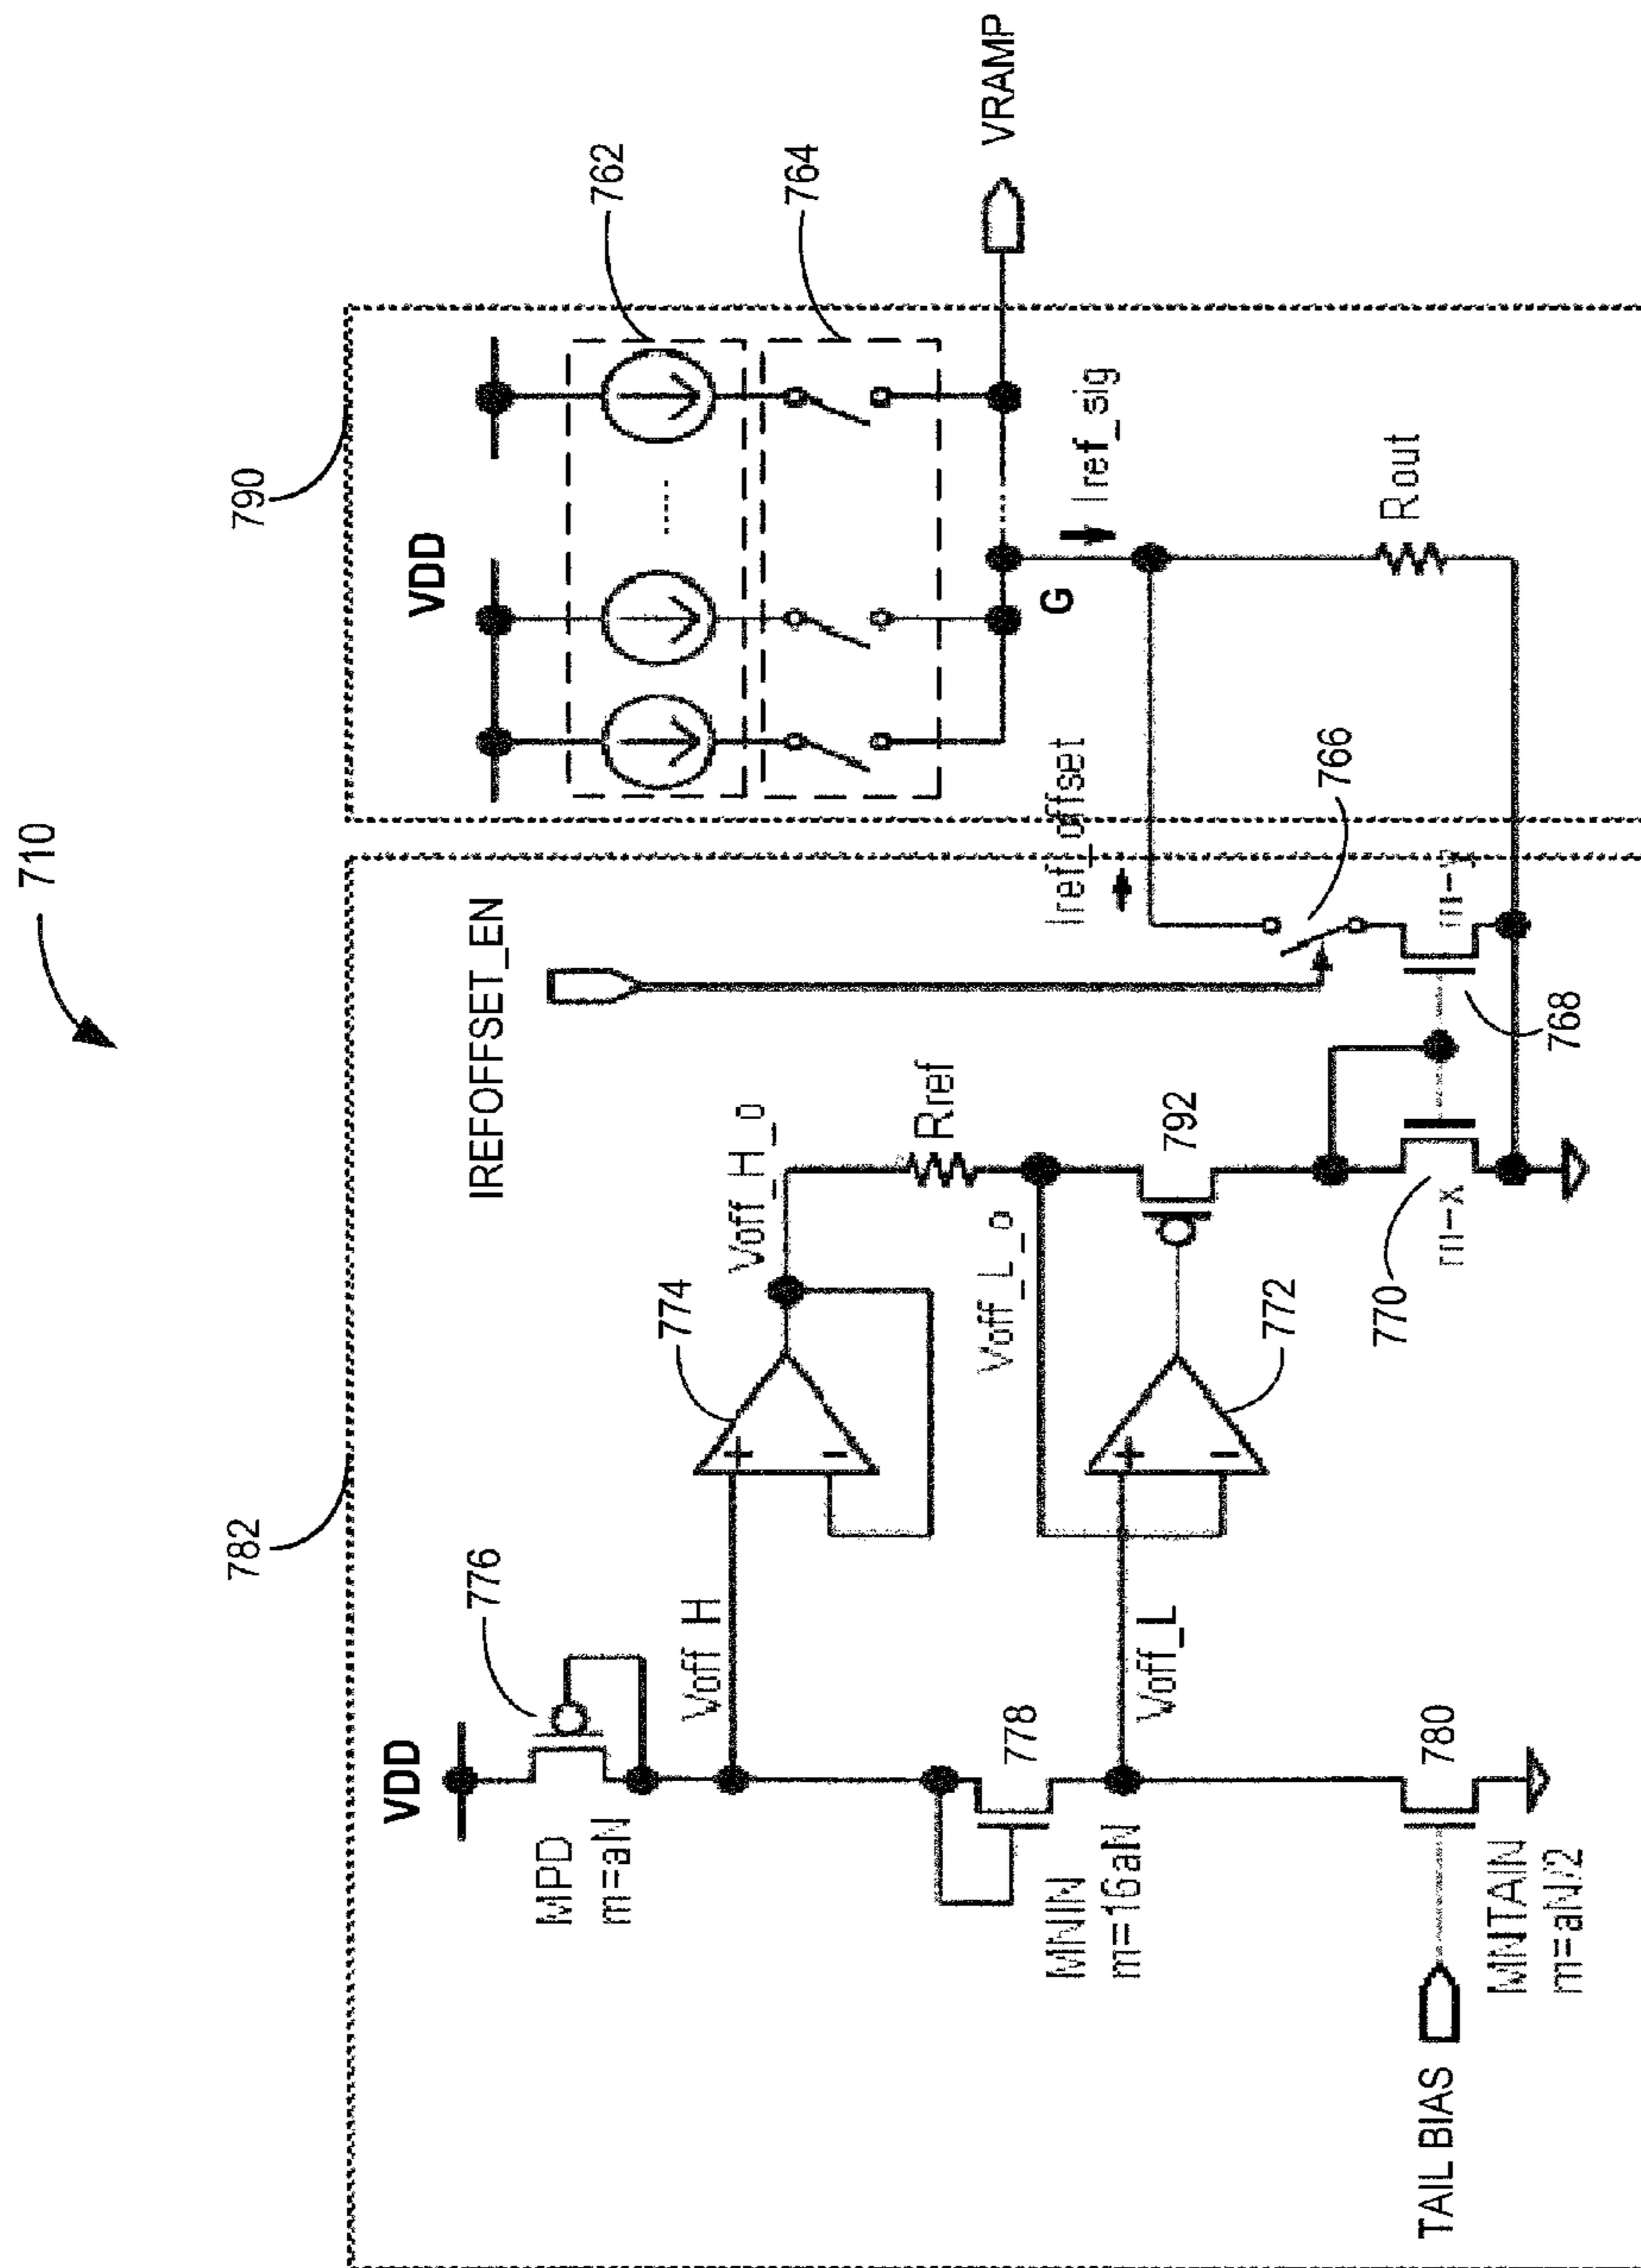 710
782
790
VDD
776
MPD
m=aN
Voff_H
774
Voff_H_0
IREFOFFSET_EN
VDD
762
764
VRAMP
G
Iref_sig
Iref_offset
Rref
Voff_L_o
MNIN
m=16aN
778
Voff_L
772
792
766
Rout
TAIL BIAS
MNTAIN
m=aN/2
780
770
m-x
768
m-y
+
-
+
-